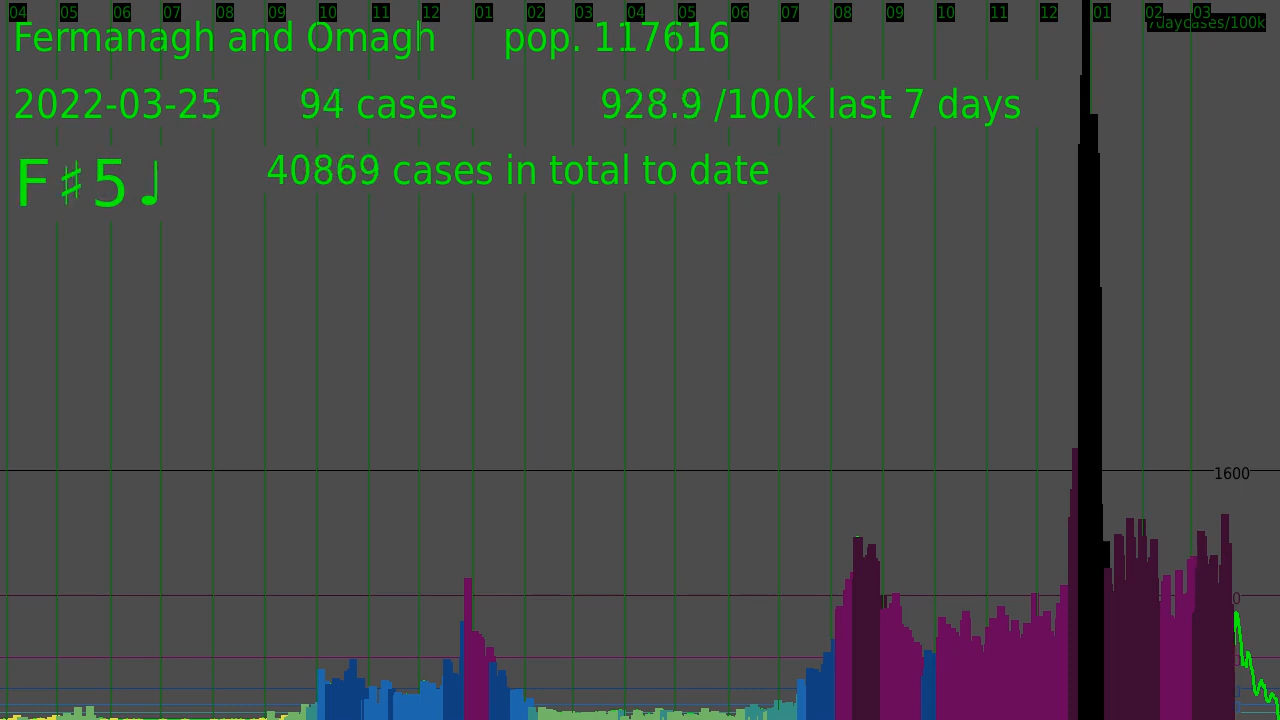 04 05 06 07 08 09 10 11 12 01 02 03 04 05 06 07 08 09 10 11 12 01 02 03
7daycases/100k
Fermanagh and Omagh pop. 117616
2022-03-25 94 cases 928.9 /100k last 7 days
F♯5♩ 40869 cases in total to date
1600